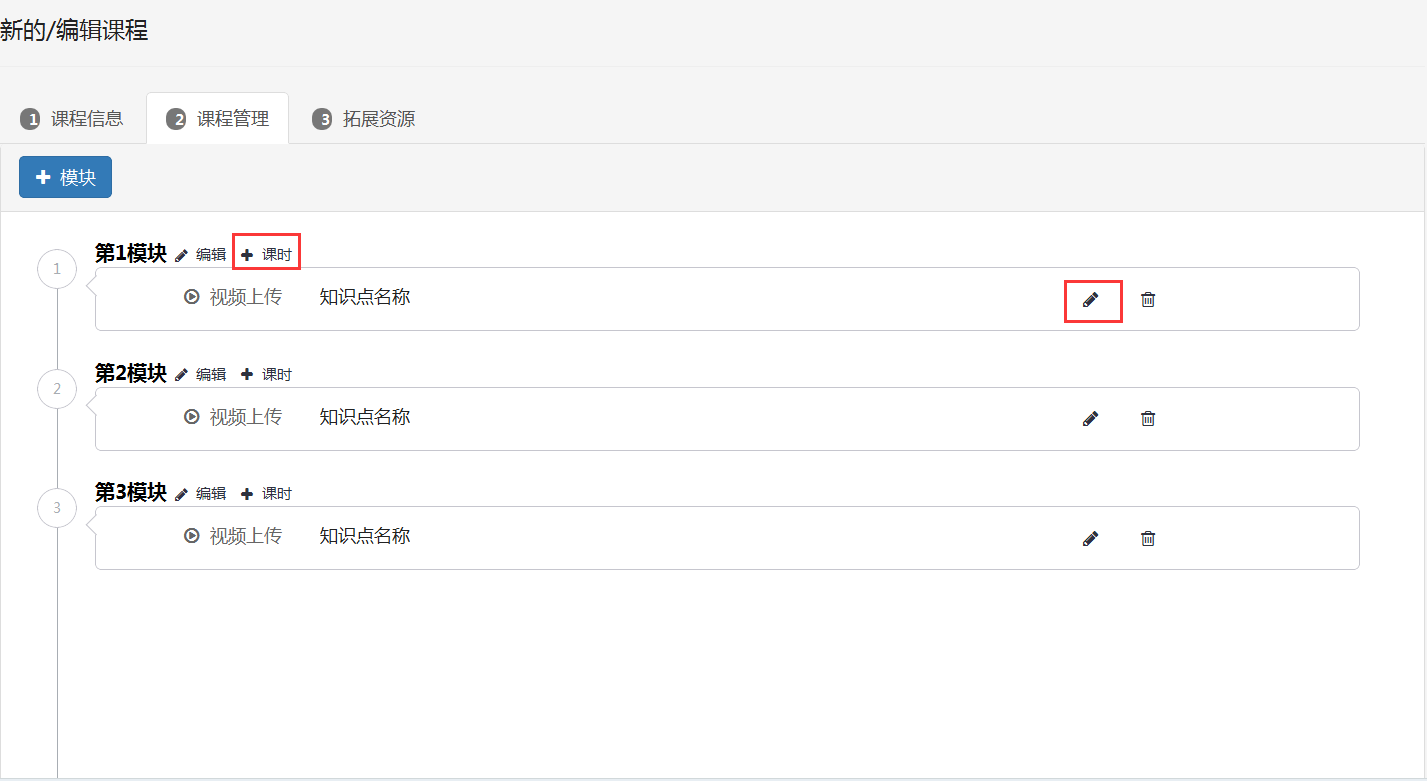 新的/编辑课程
1 课程信息 2 课程管理 3 拓展资源
模块
第1模块 编辑 课时
1
视频上传 知识点名称
第2模块 编辑 课时
2
视频上传 知识点名称
第3模块 编辑 课时
3
视频上传 知识点名称